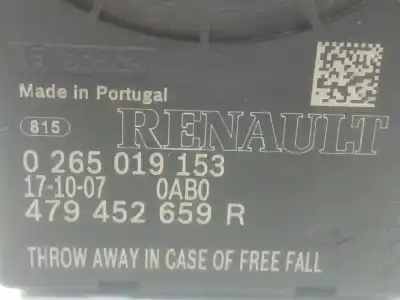 Made in Portugal
815 RENAULT
0 265 019 153
17-10-07 0AB0
479 452 659 R
THROW AWAY IN CASE OF FREE FALL